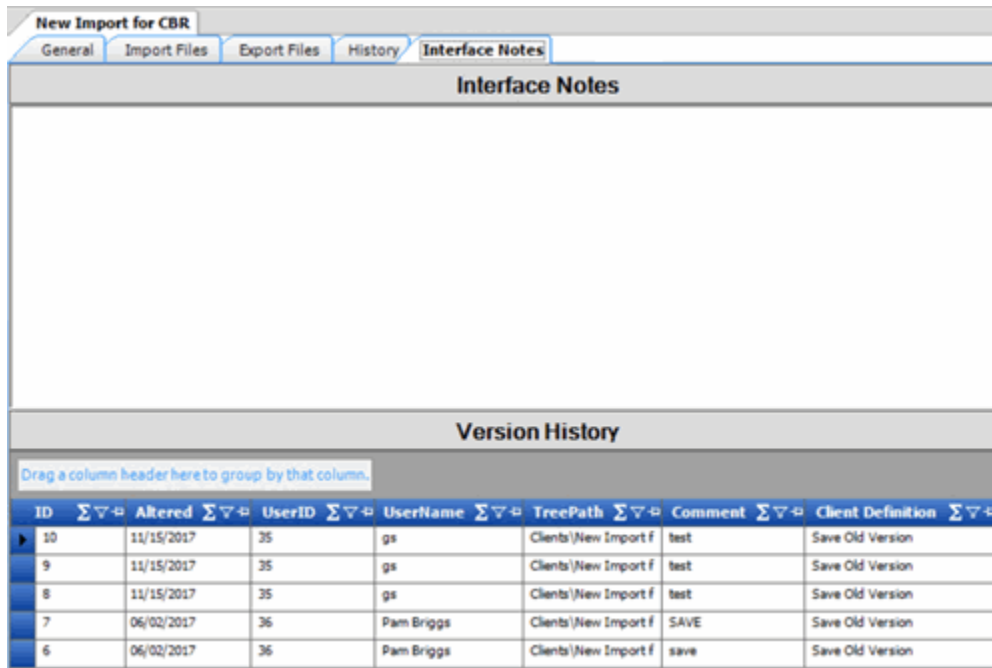 New Import for CBR
General Import Files Export Files History Interface Notes
Interface Notes
Version History
Drag a column header here to group by that column.
ID Σ Altered Σ UserID Σ UserName Σ TreePath Σ Comment Σ Client Definition Σ
10 11/15/2017 35 gs Clients\New Import f test Save Old Version
9 11/15/2017 35 gs Clients\New Import f test Save Old Version
8 11/15/2017 35 gs Clients\New Import f test Save Old Version
7 06/02/2017 36 Pam Briggs Clients\New Import f SAVE Save Old Version
6 06/02/2017 36 Pam Briggs Clients\New Import f save Save Old Version